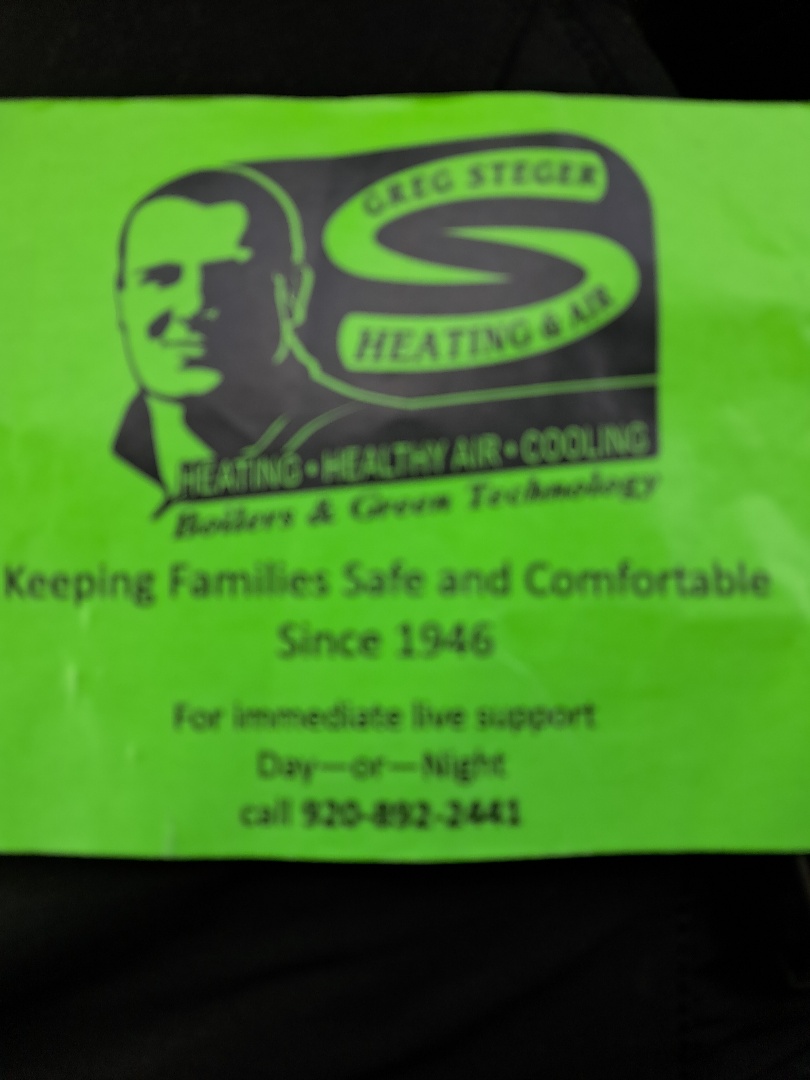 GREG STEGER
HEATING & AIR
HEATING • HEALTHY AIR • COOLING
Boilers & Green Technology
Keeping Families Safe and Comfortable
Since 1946
For immediate live support
Day—or—Night
call 920-892-2441